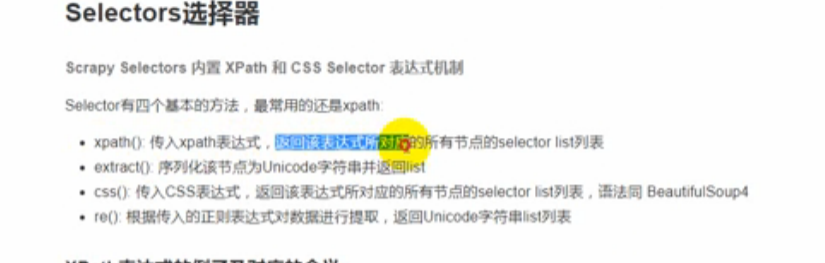 Selectors选择器
Scrapy Selectors 内置 XPath 和 CSS Selector 表达式机制
Selector有四个基本的方法，最常用的还是xpath:
• xpath(): 传入xpath表达式，返回该表达式所对应的所有节点的selector list列表
• extract(): 序列化该节点为Unicode字符串并返回list
• css(): 传入CSS表达式，返回该表达式所对应的所有节点的selector list列表，语法同 BeautifulSoup4
• re(): 根据传入的正则表达式对数据进行提取，返回Unicode字符串list列表